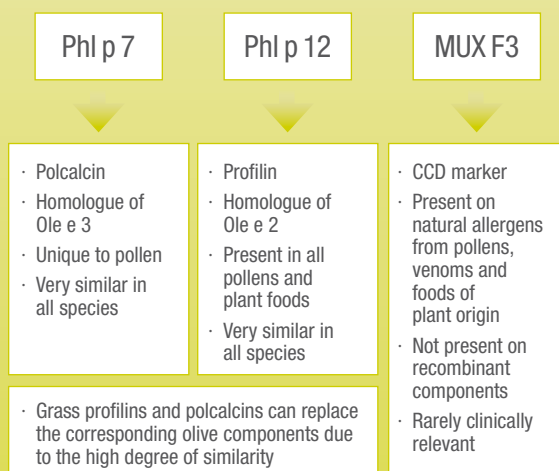 Phl p 7
Phl p 12
MUX F3
· Polcalcin
· Homologue of
Ole e 3
· Unique to pollen
· Very similar in
all species
· Profilin
· Homologue of
Ole e 2
· Present in all
pollens and
plant foods
· Very similar in
all species
· CCD marker
· Present on
natural allergens
from pollens,
venoms and
foods of
plant origin
· Not present on
recombinant
components
· Rarely clinically
relevant
· Grass profilins and polcalcins can replace
the corresponding olive components due
to the high degree of similarity